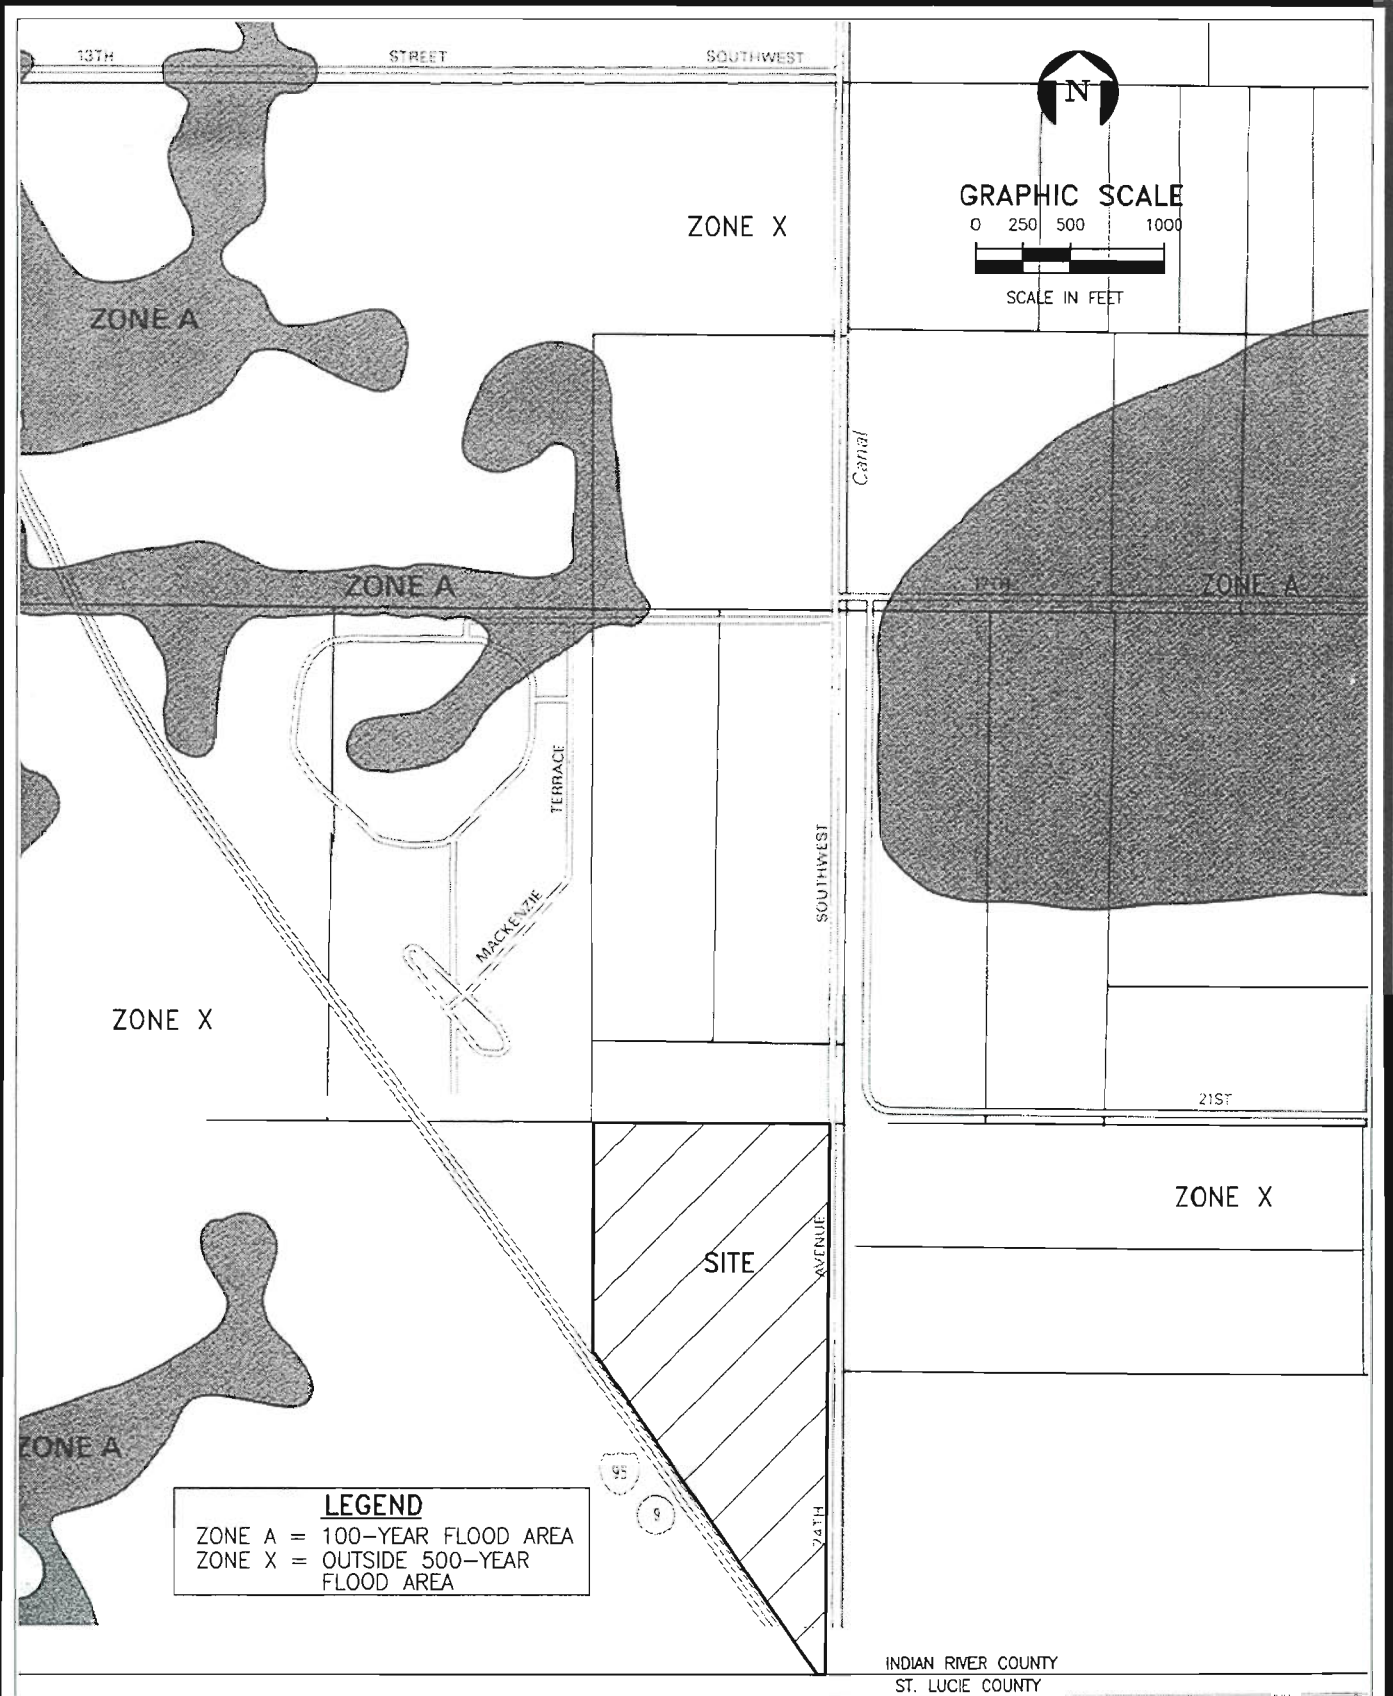 13TH STREET SOUTHWEST
N
GRAPHIC SCALE
0 250 500 1000
SCALE IN FEET
ZONE X
ZONE A
Canal
ZONE A
17TH
ZONE A
TERRACE
SOUTHWEST
MACKENZIE
ZONE X
21ST
ZONE X
AVENUE
SITE
ZONE A
95
9
24TH
LEGEND
ZONE A = 100-YEAR FLOOD AREA
ZONE X = OUTSIDE 500-YEAR
FLOOD AREA
INDIAN RIVER COUNTY
ST. LUCIE COUNTY